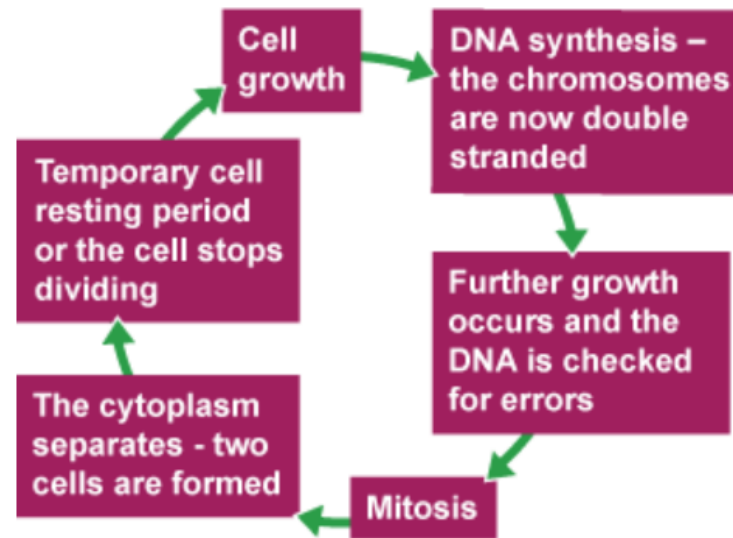 Cell
growth
DNA synthesis –
the chromosomes
are now double
stranded
Further growth
occurs and the
DNA is checked
for errors
Mitosis
The cytoplasm
separates - two
cells are formed
Temporary cell
resting period
or the cell stops
dividing